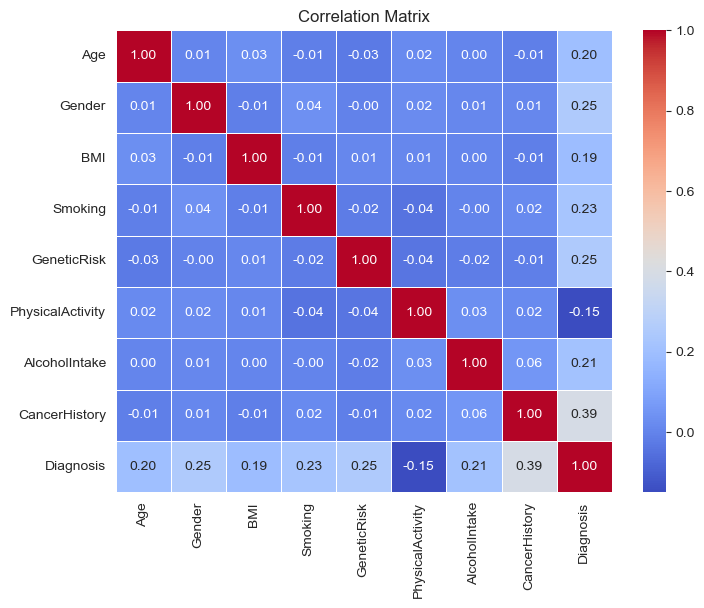 Correlation Matrix
Age 1.00 0.01 0.03 -0.01 -0.03 0.02 0.00 -0.01 0.20
Gender 0.01 1.00 -0.01 0.04 -0.00 0.02 0.01 0.01 0.25
BMI 0.03 -0.01 1.00 -0.01 0.01 0.01 0.00 -0.01 0.19
Smoking -0.01 0.04 -0.01 1.00 -0.02 -0.04 -0.00 0.02 0.23
GeneticRisk -0.03 -0.00 0.01 -0.02 1.00 -0.04 -0.02 -0.01 0.25
PhysicalActivity 0.02 0.02 0.01 -0.04 -0.04 1.00 0.03 0.02 -0.15
AlcoholIntake 0.00 0.01 0.00 -0.00 -0.02 0.03 1.00 0.06 0.21
CancerHistory -0.01 0.01 -0.01 0.02 -0.01 0.02 0.06 1.00 0.39
Diagnosis 0.20 0.25 0.19 0.23 0.25 -0.15 0.21 0.39 1.00
Age
Gender
BMI
Smoking
GeneticRisk
PhysicalActivity
AlcoholIntake
CancerHistory
Diagnosis
1.0
0.8
0.6
0.4
0.2
0.0